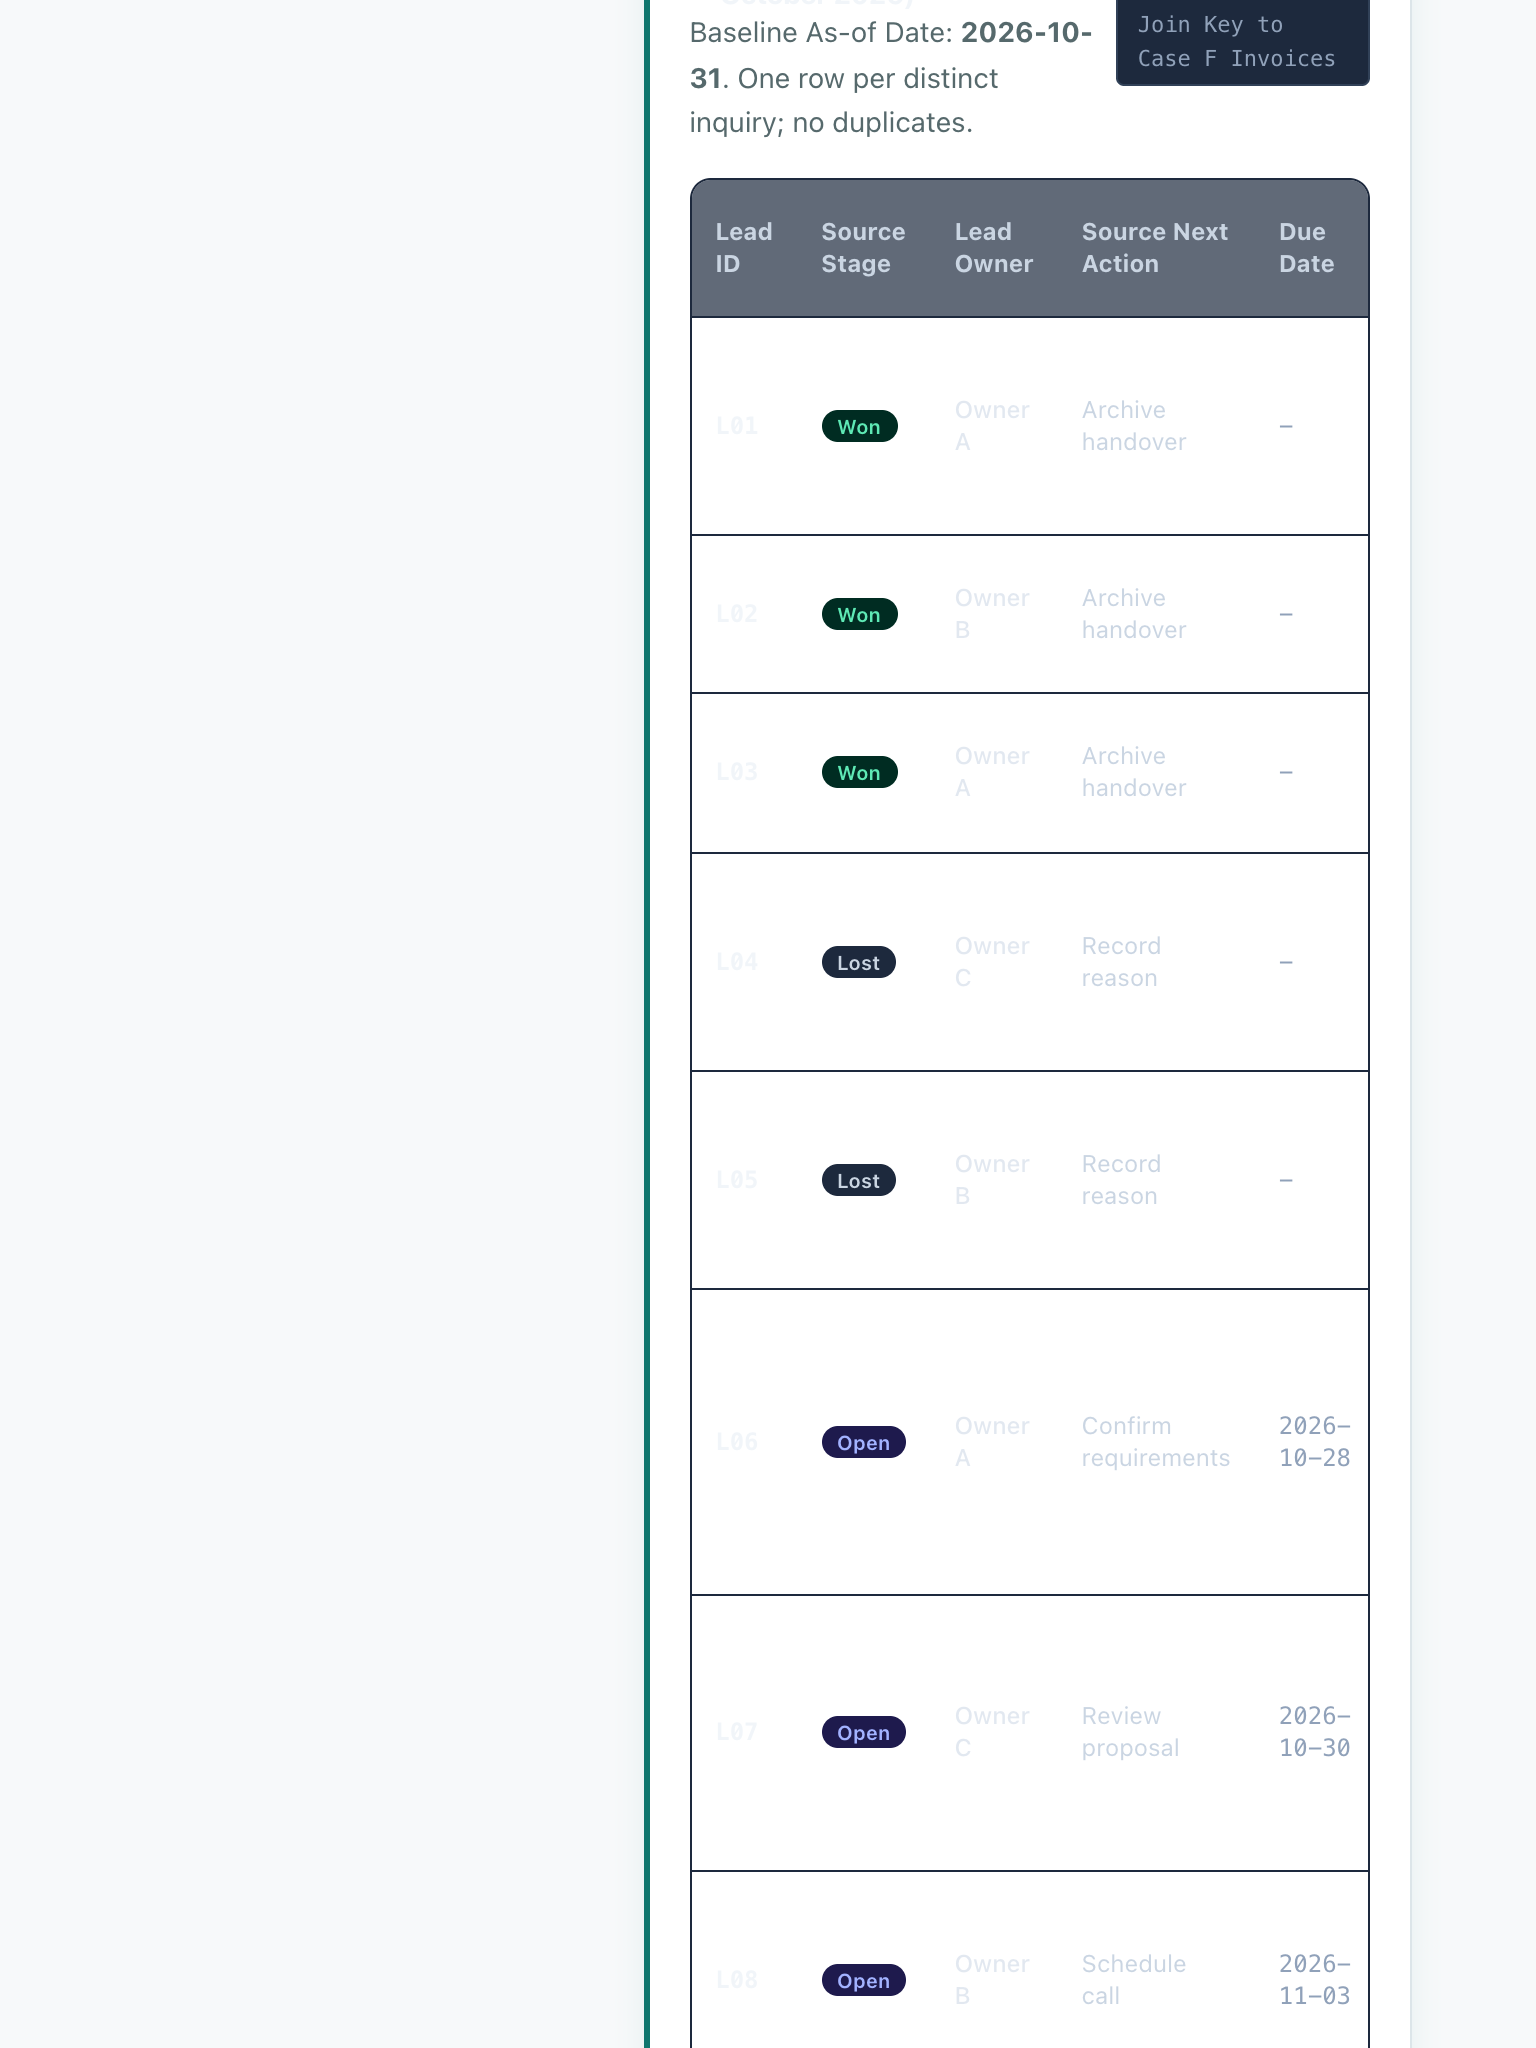 Baseline As-of Date: 2026-10-
31. One row per distinct
inquiry; no duplicates.
Join Key to
Case F Invoices
Lead ID
Source Stage
Lead Owner
Source Next Action
Due Date
L01
Won
Owner A
Archive handover
–
L02
Won
Owner B
Archive handover
–
L03
Won
Owner A
Archive handover
–
L04
Lost
Owner C
Record reason
–
L05
Lost
Owner B
Record reason
–
L06
Open
Owner A
Confirm requirements
2026-10-28
L07
Open
Owner C
Review proposal
2026-10-30
L08
Open
Owner B
Schedule call
2026-11-03